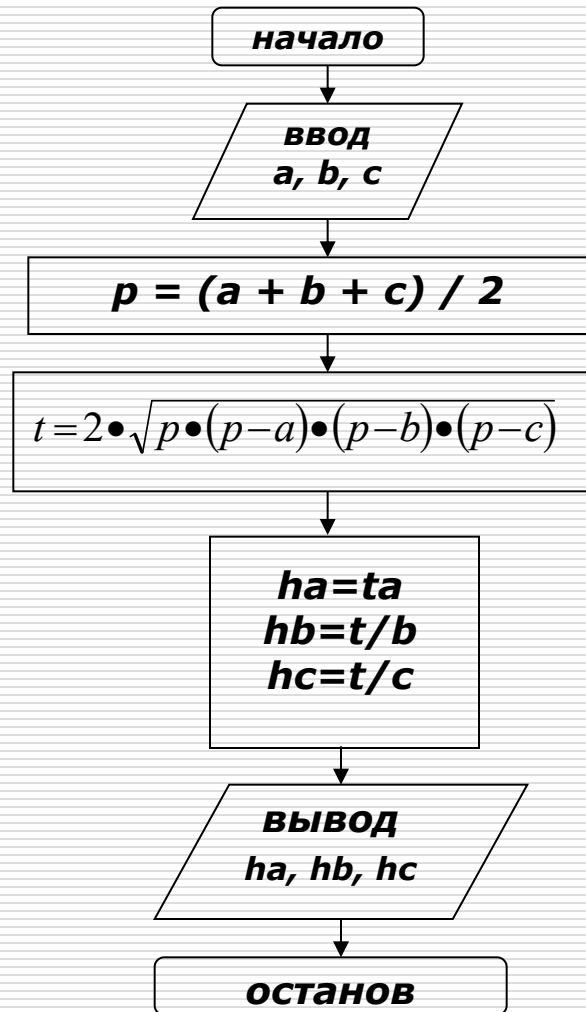 начало
ввод
a, b, c
p = (a + b + c) / 2
t = 2•√p•(p−a)•(p−b)•(p−c)
ha=ta
hb=t/b
hc=t/c
вывод
ha, hb, hc
останов